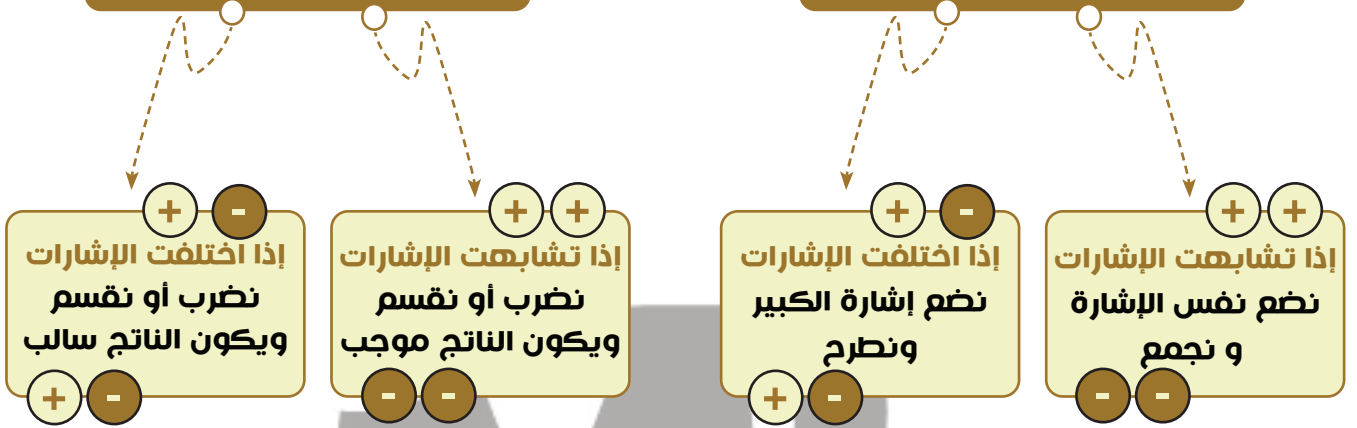 + +
إذا تشابهت الإشارات
نضع نفس الإشارة
و نجمع
- -
+ -
إذا اختلفت الإشارات
نضع إشارة الكبير
ونطرح
+ -
+ +
إذا تشابهت الإشارات
نضرب أو نقسم
ويكون الناتج موجب
- -
+ -
إذا اختلفت الإشارات
نضرب أو نقسم
ويكون الناتج سالب
+ -